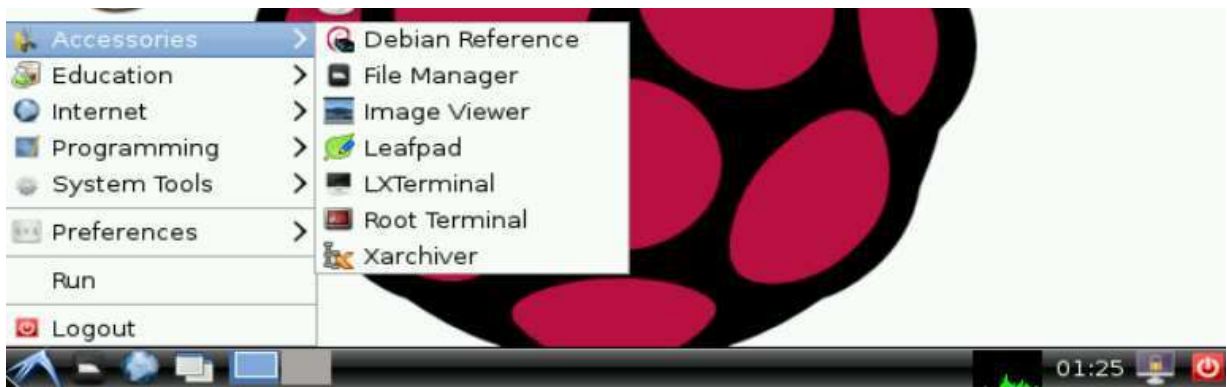 Accessories
Education
Internet
Programming
System Tools
Preferences
Run
Logout
Debian Reference
File Manager
Image Viewer
Leafpad
LXTerminal
Root Terminal
Xarchiver
01:25